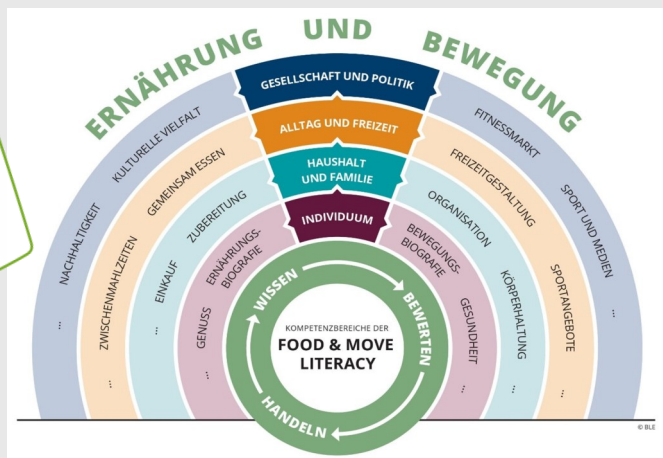 ERNÄHRUNG UND BEWEGUNG
GESELLSCHAFT UND POLITIK
ALLTAG UND FREIZEIT
HAUSHALT
UND FAMILIE
INDIVIDUUM
NACHHALTIGKEIT
KULTURELLE VIELFALT
...
ZWISCHENMAHLZEITEN
GEMEINSAM ESSEN
...
EINKAUF
ZUBEREITUNG
...
GENUSS
ERNÄHRUNGS-
BIOGRAFIE
...
FITNESSMARKT
SPORT UND MEDIEN
...
FREIZEITGESTALTUNG
SPORTANGEBOTE
...
ORGANISATION
KÖRPERHALTUNG
...
BEWEGUNGS-
BIOGRAFIE
GESUNDHEIT
...
WISSEN
BEWERTEN
HANDELN
KOMPETENZBEREICHE DER
FOOD & MOVE
LITERACY
© BLE